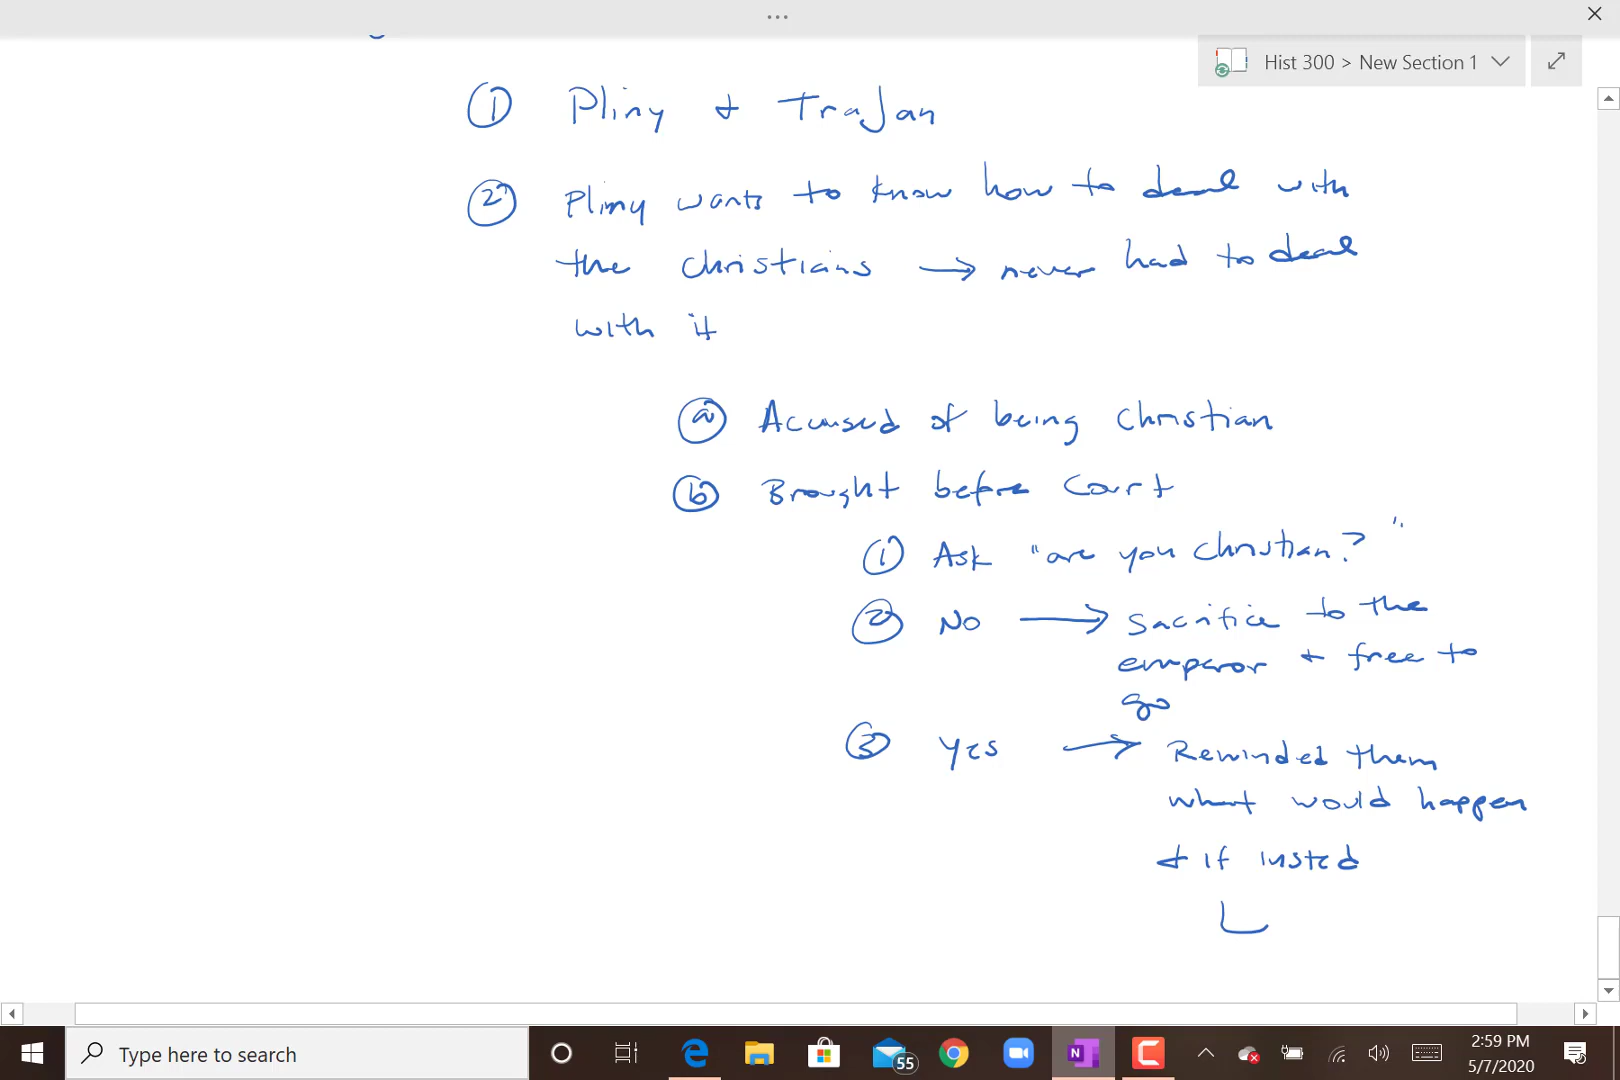 Hist 300 > New Section 1
① Pliny + Trajan
② Pliny wants to know how to deal with
the christians → never had to deal
with it
ⓐ Accused of being christian
ⓑ Brought before court
① Ask "are you christian?"
② No → sacrifice to the
emperor + free to
go
③ yes → Reminded them
what would happen
+ if insted
Type here to search
55
2:59 PM
5/7/2020